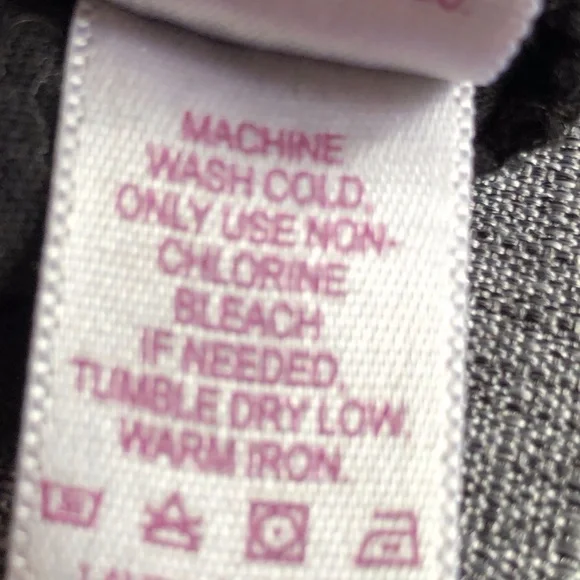 MACHINE
WASH COLD.
ONLY USE NON-
CHLORINE
BLEACH
IF NEEDED.
TUMBLE DRY LOW.
WARM IRON.